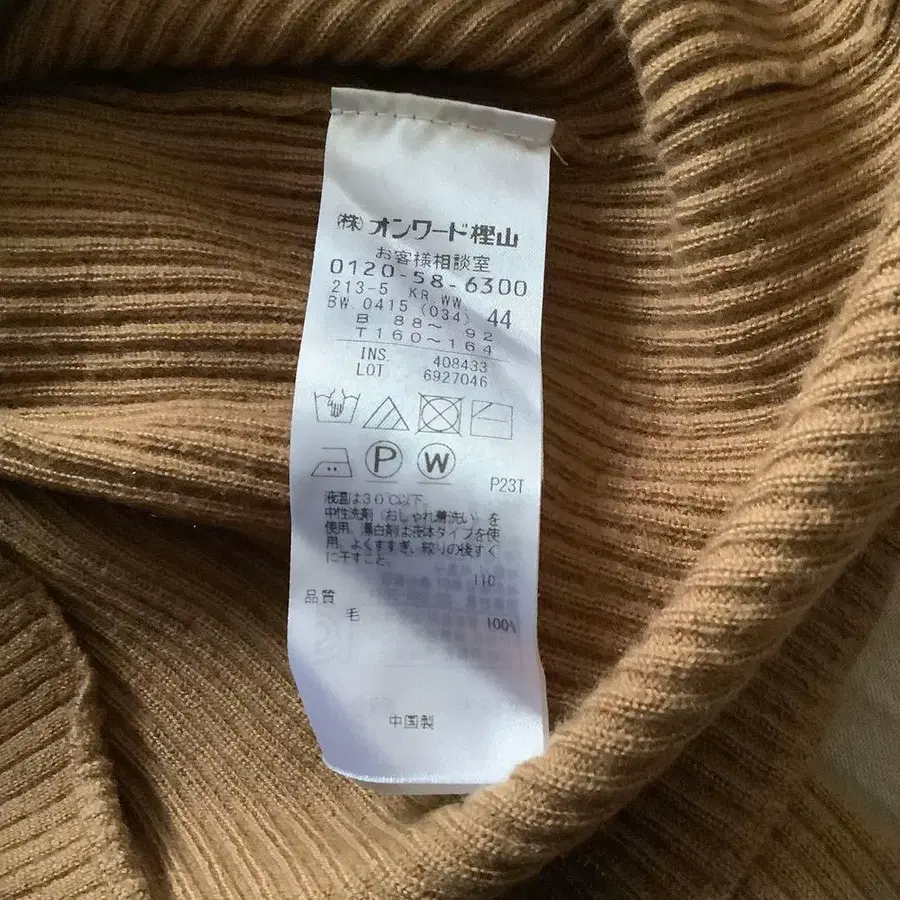 ㈱オンワード樫山
お客様相談室
0120-58-6300
213-5 KR WW
BW.0415 (034) 44
B 88〜 92
T160〜164
INS. 408433
LOT 6927046
P W
P23T
液温は30℃以下。
中性洗剤（おしゃれ着洗い）を
使用。漂白剤は液体タイプを使
用。よくすすぎ、絞りの後すぐ
に干すこと。
110
品質
毛 100%
中国製